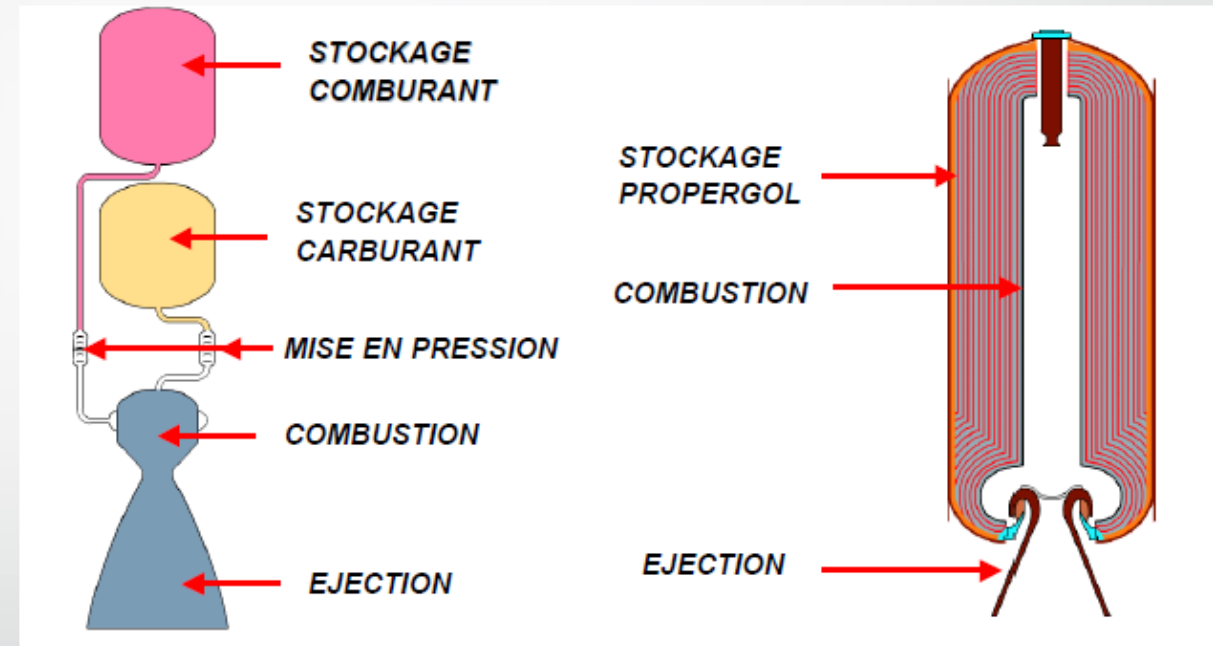 STOCKAGE
COMBURANT
STOCKAGE
CARBURANT
MISE EN PRESSION
COMBUSTION
EJECTION
STOCKAGE
PROPERGOL
COMBUSTION
EJECTION